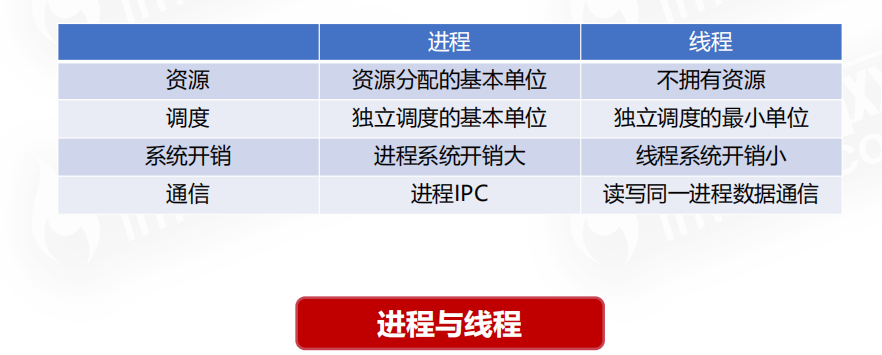 进程 线程
资源 资源分配的基本单位 不拥有资源
调度 独立调度的基本单位 独立调度的最小单位
系统开销 进程系统开销大 线程系统开销小
通信 进程IPC 读写同一进程数据通信
进程与线程